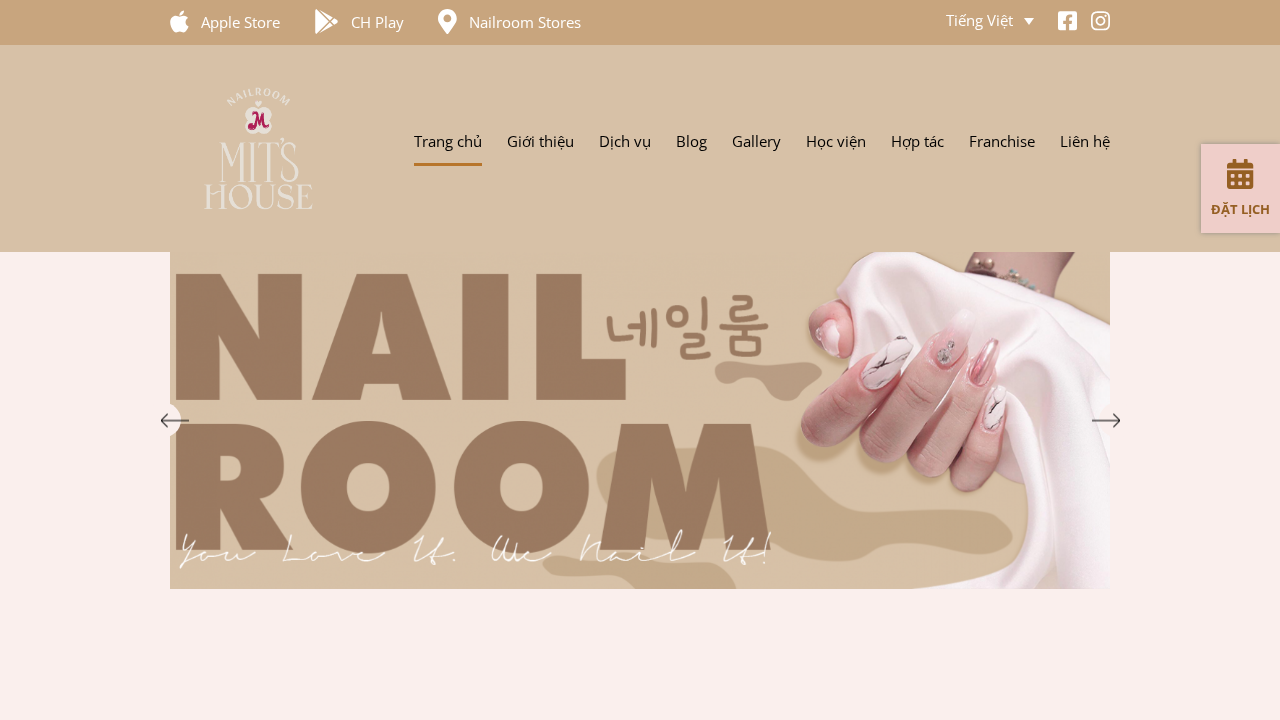 Apple Store
CH Play
Nailroom Stores
Tiếng Việt
NAILROOM
M
MIT'S
HOUSE
Trang chủ
Giới thiệu
Dịch vụ
Blog
Gallery
Học viện
Hợp tác
Franchise
Liên hệ
ĐẶT LỊCH
NAIL
네일룸
ROOM
You Love It. We Nail It!